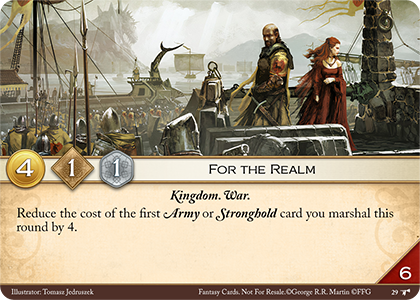 4
1
1
FOR THE REALM
Kingdom. War.
Reduce the cost of the first Army or Stronghold card you marshal this
round by 4.
6
Illustrator: Tomasz Jedruszek
Fantasy Cards. Not For Resale. ©George R.R. Martin ©FFG
29